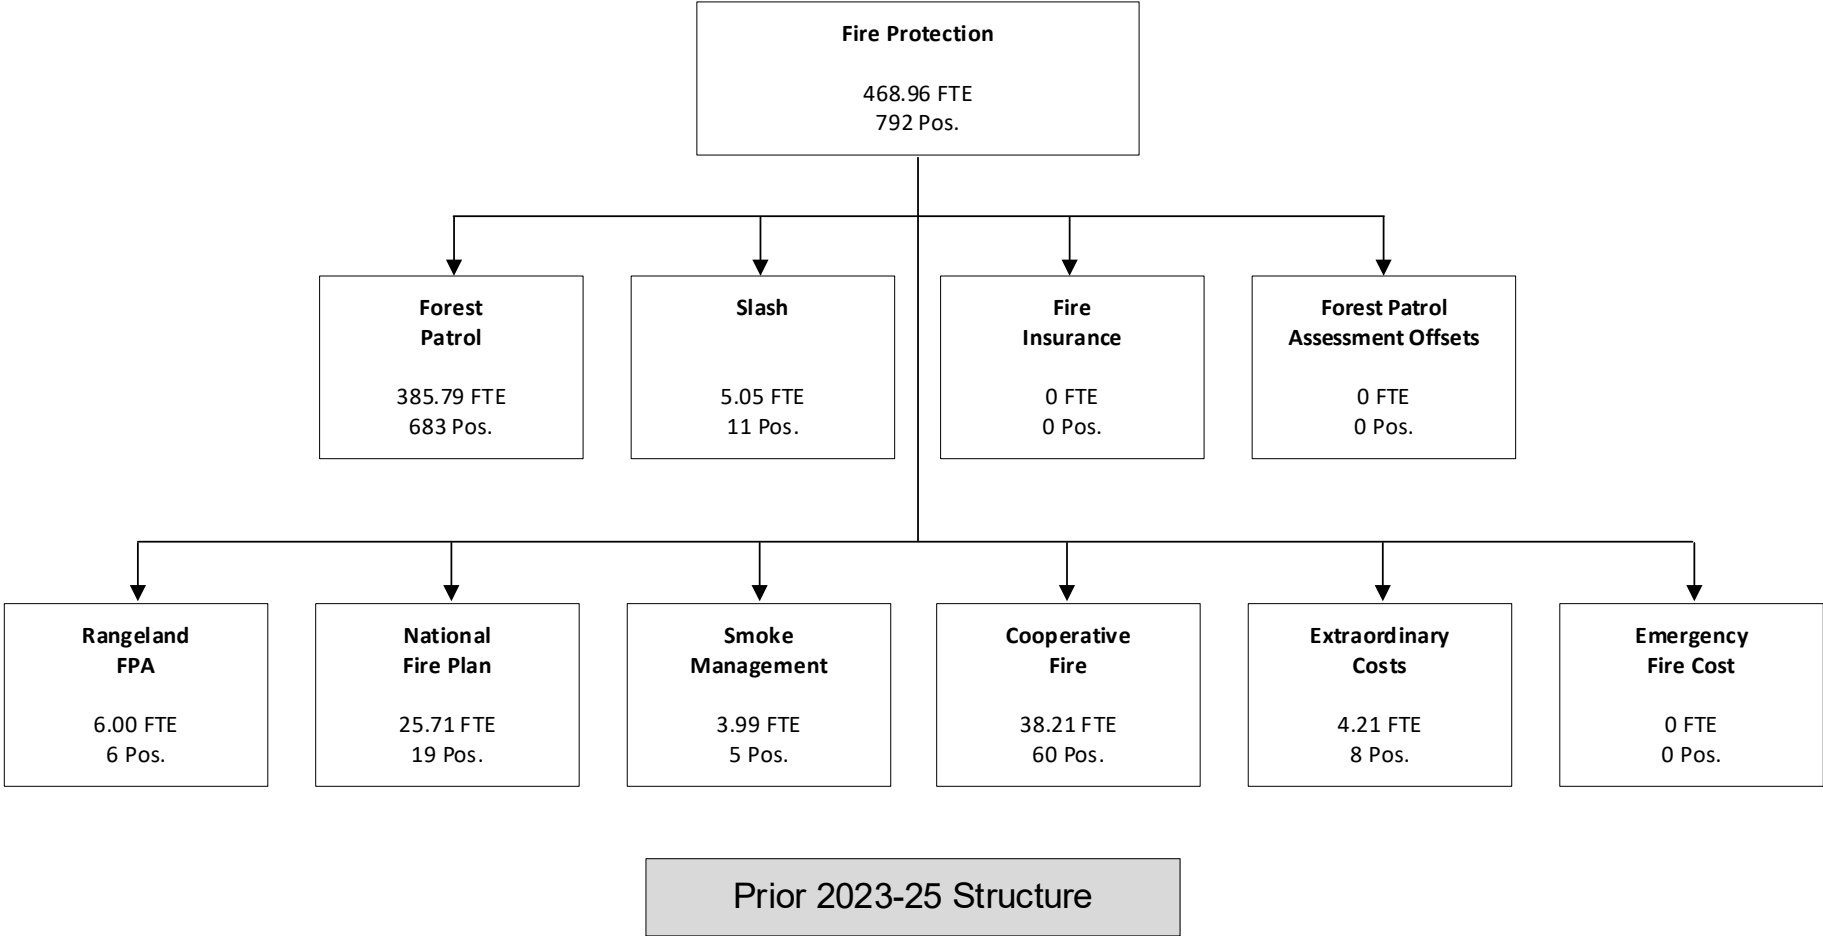 Fire Protection
468.96 FTE
792 Pos.
Forest
Patrol
385.79 FTE
683 Pos.
Slash
5.05 FTE
11 Pos.
Fire
Insurance
0 FTE
0 Pos.
Forest Patrol
Assessment Offsets
0 FTE
0 Pos.
Rangeland
FPA
6.00 FTE
6 Pos.
National
Fire Plan
25.71 FTE
19 Pos.
Smoke
Management
3.99 FTE
5 Pos.
Cooperative
Fire
38.21 FTE
60 Pos.
Extraordinary
Costs
4.21 FTE
8 Pos.
Emergency
Fire Cost
0 FTE
0 Pos.
Prior 2023-25 Structure